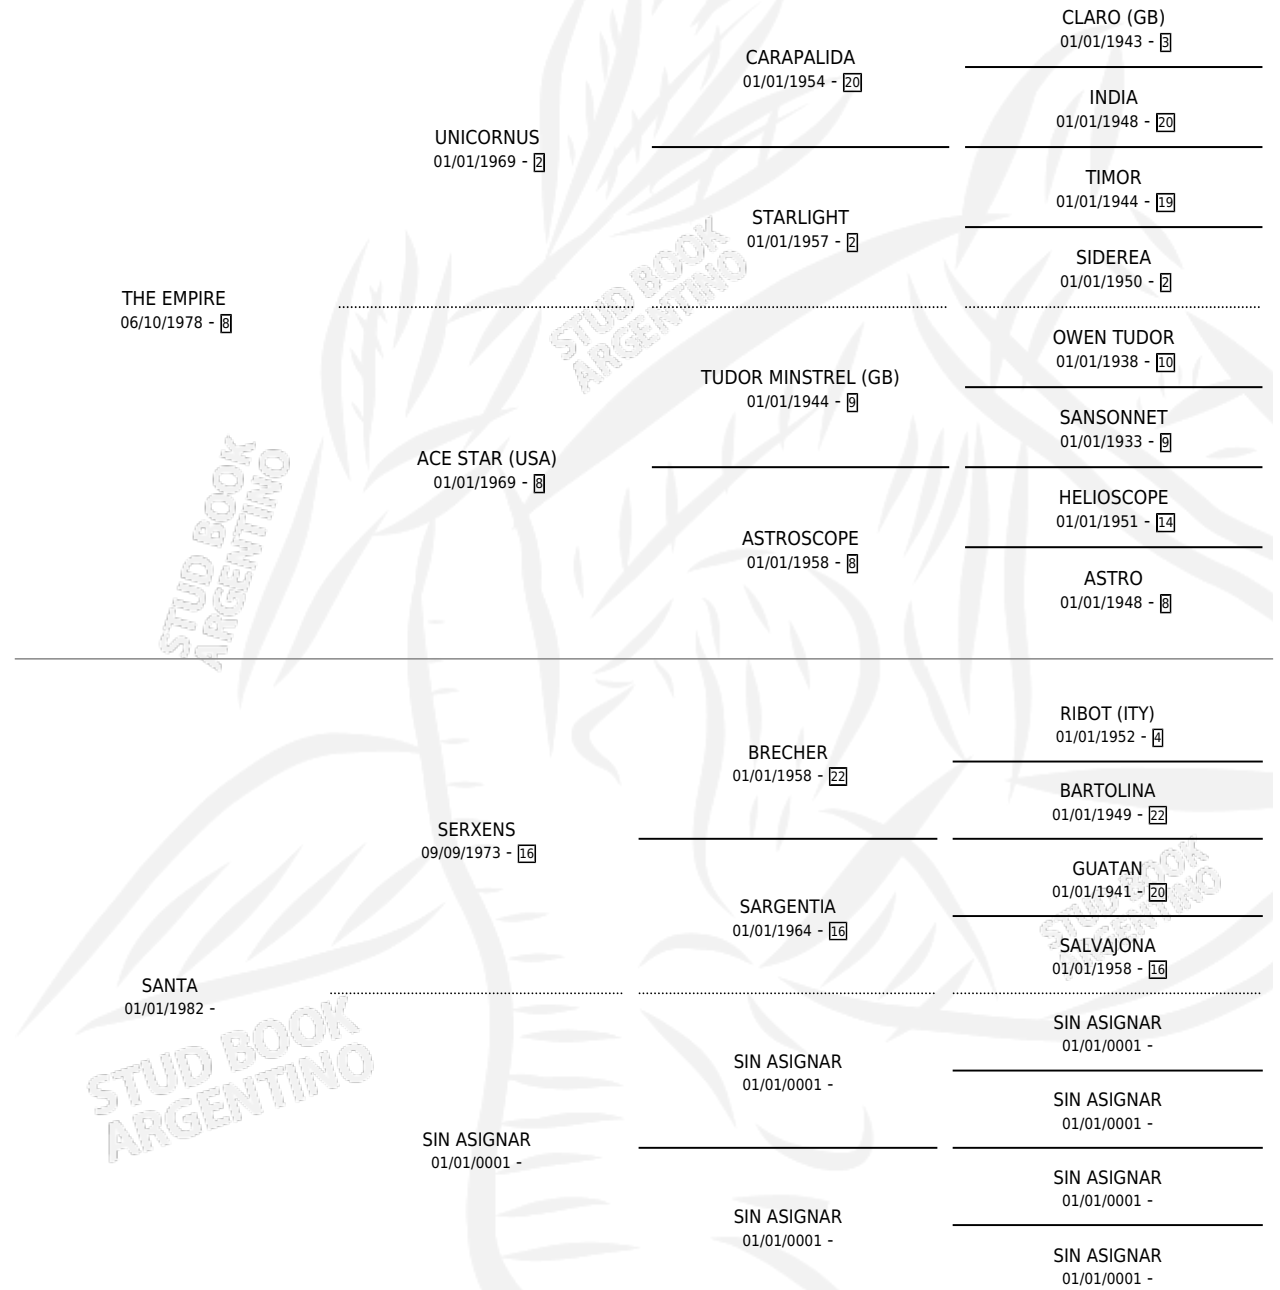 CLARO (GB)
01/01/1943 - 3
CARAPALIDA
01/01/1954 - 20
INDIA
01/01/1948 - 20
UNICORNUS
01/01/1969 - 2
TIMOR
01/01/1944 - 19
STARLIGHT
01/01/1957 - 2
SIDEREA
01/01/1950 - 2
THE EMPIRE
06/10/1978 - 8
OWEN TUDOR
01/01/1938 - 10
TUDOR MINSTREL (GB)
01/01/1944 - 9
SANSONNET
01/01/1933 - 9
ACE STAR (USA)
01/01/1969 - 8
HELIOSCOPE
01/01/1951 - 14
ASTROSCOPE
01/01/1958 - 8
ASTRO
01/01/1948 - 8
RIBOT (ITY)
01/01/1952 - 4
BRECHER
01/01/1958 - 22
BARTOLINA
01/01/1949 - 22
SERXENS
09/09/1973 - 16
GUATAN
01/01/1941 - 20
SARGENTIA
01/01/1964 - 16
SALVAJONA
01/01/1958 - 16
SANTA
01/01/1982 -
SIN ASIGNAR
01/01/0001 -
SIN ASIGNAR
01/01/0001 -
SIN ASIGNAR
01/01/0001 -
SIN ASIGNAR
01/01/0001 -
SIN ASIGNAR
01/01/0001 -
SIN ASIGNAR
01/01/0001 -
SIN ASIGNAR
01/01/0001 -
STUD BOOK
ARGENTINO
STUD BOOK
ARGENTINO
STUD BOOK
ARGENTINO
STUD BOOK
ARGENTINO